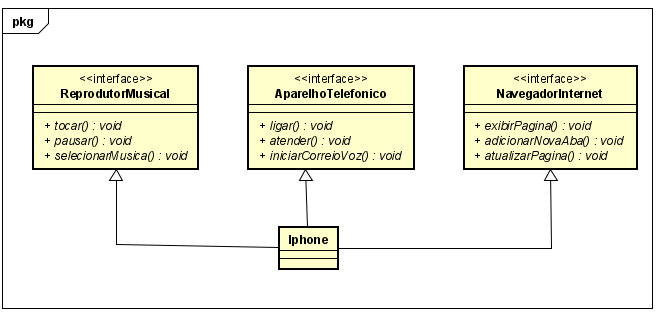 pkg
<<interface>>
ReprodutorMusical
+ tocar() : void
+ pausar() : void
+ selecionarMusica() : void
<<interface>>
AparelhoTelefonico
+ ligar() : void
+ atender() : void
+ iniciarCorreioVoz() : void
<<interface>>
NavegadorInternet
+ exibirPagina() : void
+ adicionarNovaAba() : void
+ atualizarPagina() : void
Iphone